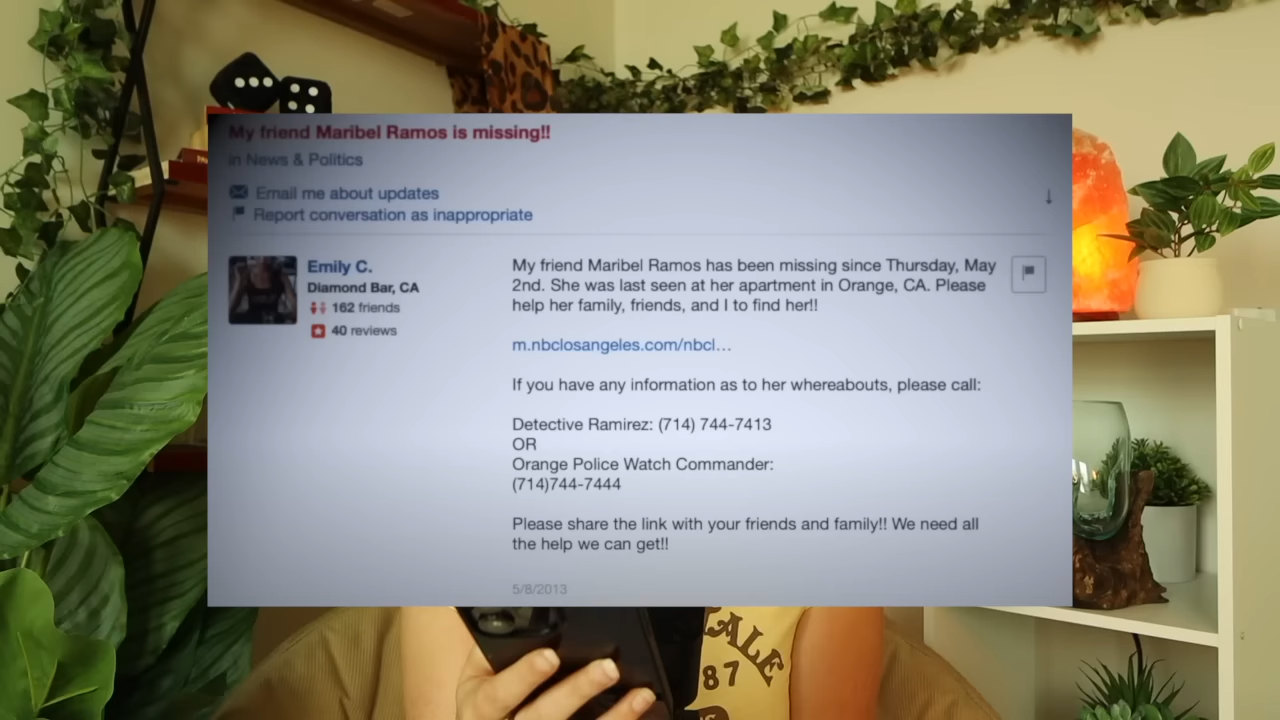 My friend Maribel Ramos is missing!!
in News & Politics
Email me about updates
Report conversation as inappropriate
Emily C.
Diamond Bar, CA
162 friends
40 reviews
My friend Maribel Ramos has been missing since Thursday, May
2nd. She was last seen at her apartment in Orange, CA. Please
help her family, friends, and I to find her!!
m.nbclosangeles.com/nbcl...
If you have any information as to her whereabouts, please call:
Detective Ramirez: (714) 744-7413
OR
Orange Police Watch Commander:
(714)744-7444
Please share the link with your friends and family!! We need all
the help we can get!!
5/8/2013
87